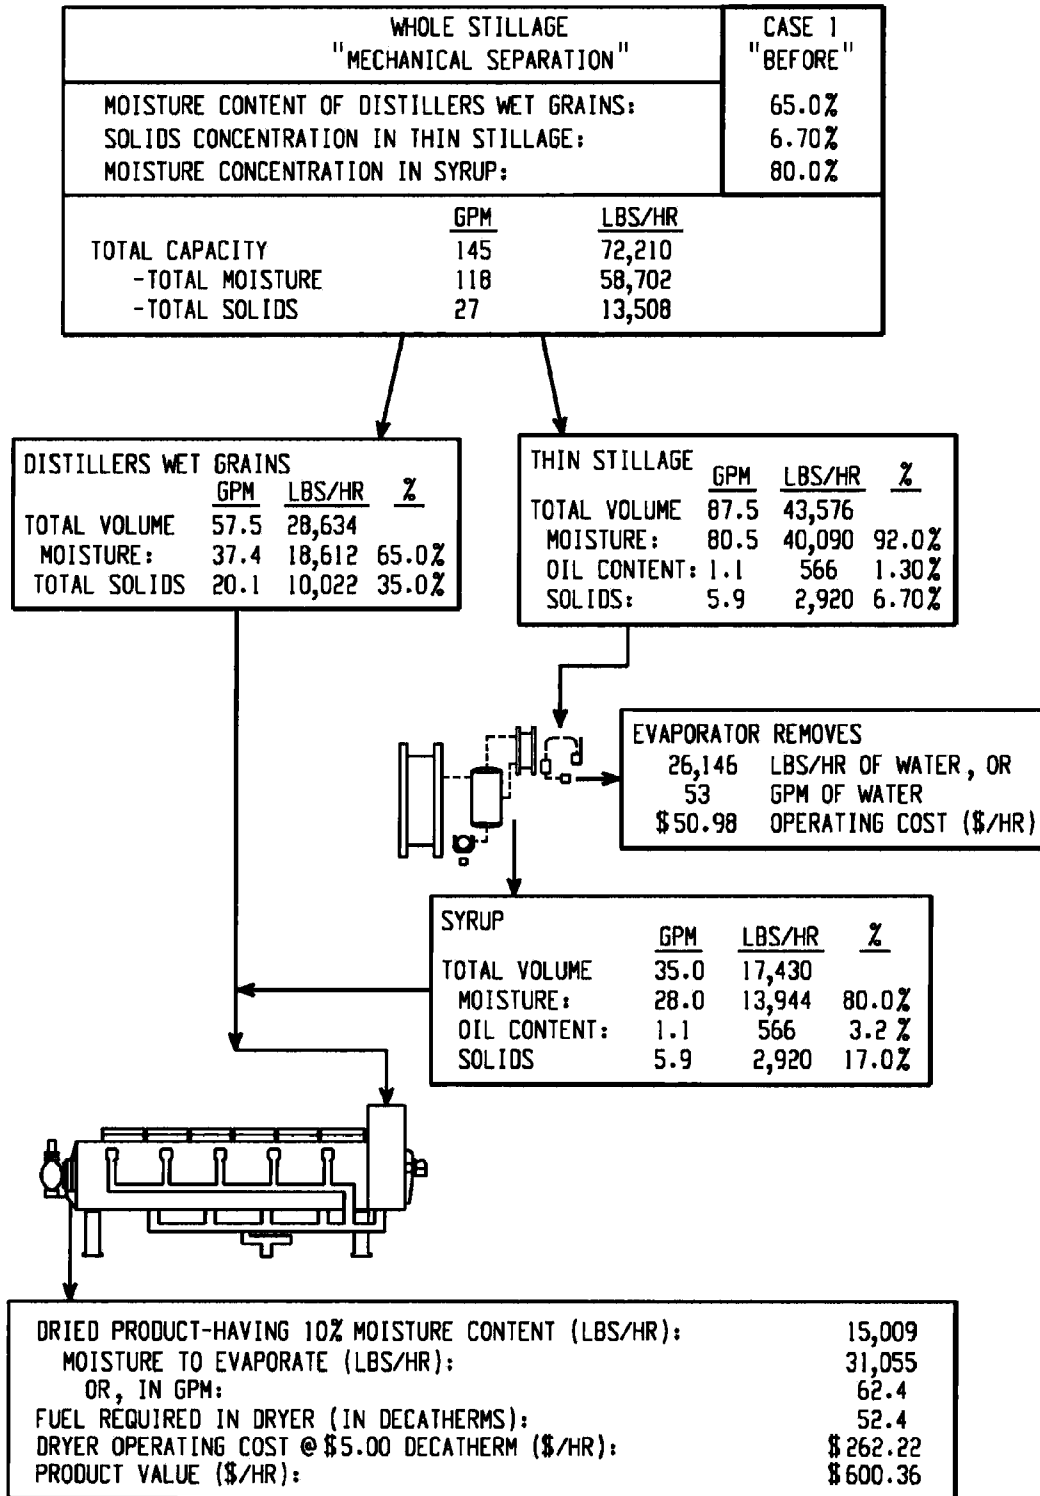 WHOLE STILLAGE
"MECHANICAL SEPARATION"
CASE 1
"BEFORE"
MOISTURE CONTENT OF DISTILLERS WET GRAINS: 65.0%
SOLIDS CONCENTRATION IN THIN STILLAGE: 6.70%
MOISTURE CONCENTRATION IN SYRUP: 80.0%
GPM LBS/HR
TOTAL CAPACITY 145 72,210
-TOTAL MOISTURE 118 58,702
-TOTAL SOLIDS 27 13,508
DISTILLERS WET GRAINS
GPM LBS/HR %
TOTAL VOLUME 57.5 28,634
MOISTURE: 37.4 18,612 65.0%
TOTAL SOLIDS 20.1 10,022 35.0%
THIN STILLAGE
GPM LBS/HR %
TOTAL VOLUME 87.5 43,576
MOISTURE: 80.5 40,090 92.0%
OIL CONTENT: 1.1 566 1.30%
SOLIDS: 5.9 2,920 6.70%
EVAPORATOR REMOVES
26,146 LBS/HR OF WATER, OR
53 GPM OF WATER
$50.98 OPERATING COST ($/HR)
SYRUP
GPM LBS/HR %
TOTAL VOLUME 35.0 17,430
MOISTURE: 28.0 13,944 80.0%
OIL CONTENT: 1.1 566 3.2 %
SOLIDS 5.9 2,920 17.0%
DRIED PRODUCT-HAVING 10% MOISTURE CONTENT (LBS/HR): 15,009
MOISTURE TO EVAPORATE (LBS/HR): 31,055
OR, IN GPM: 62.4
FUEL REQUIRED IN DRYER (IN DECATHERMS): 52.4
DRYER OPERATING COST @ $5.00 DECATHERM ($/HR): $262.22
PRODUCT VALUE ($/HR): $600.36